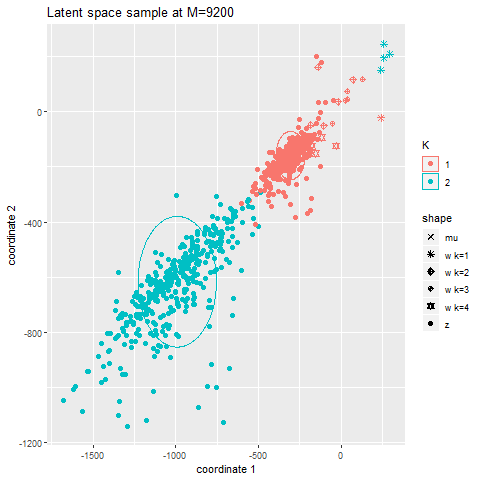 Latent space sample at M=9200
coordinate 2
0
-400
-800
-1200
-1500
-1000
-500
0
coordinate 1
K
1
2
shape
mu
w k=1
w k=2
w k=3
w k=4
z